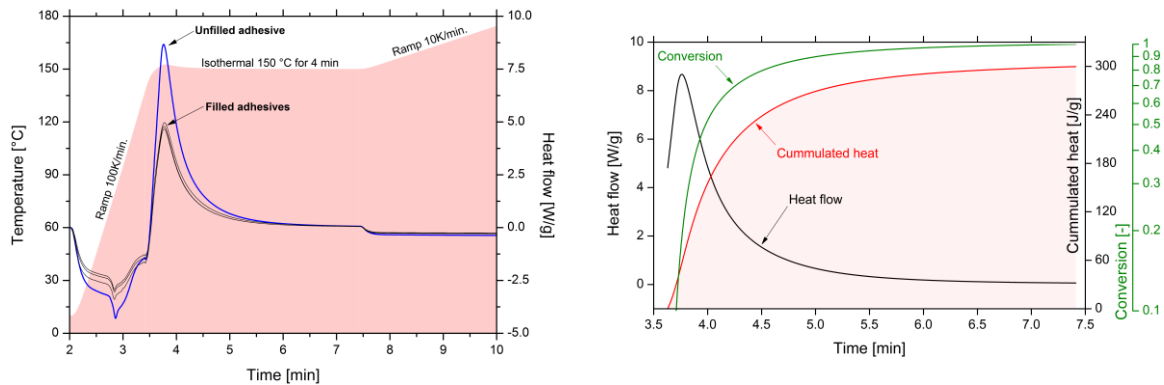 180
150
120
90
60
30
0
Temperature [°C]
10.0
7.5
5.0
2.5
0.0
-2.5
-5.0
Heat flow [W/g]
Unfilled adhesive
Isothermal 150 °C for 4 min
Filled adhesives
Ramp 100K/min.
Ramp 10K/min.
2 3 4 5 6 7 8 9 10
Time [min]
10
8
6
4
2
0
Heat flow [W/g]
Conversion
Cummulated heat
Heat flow
300
240
180
120
60
0
Cummulated heat [J/g]
1
0.9
0.8
0.7
0.6
0.5
0.4
0.3
0.2
0.1
Conversion [-]
3.5 4.0 4.5 5.0 5.5 6.0 6.5 7.0 7.5
Time [min]